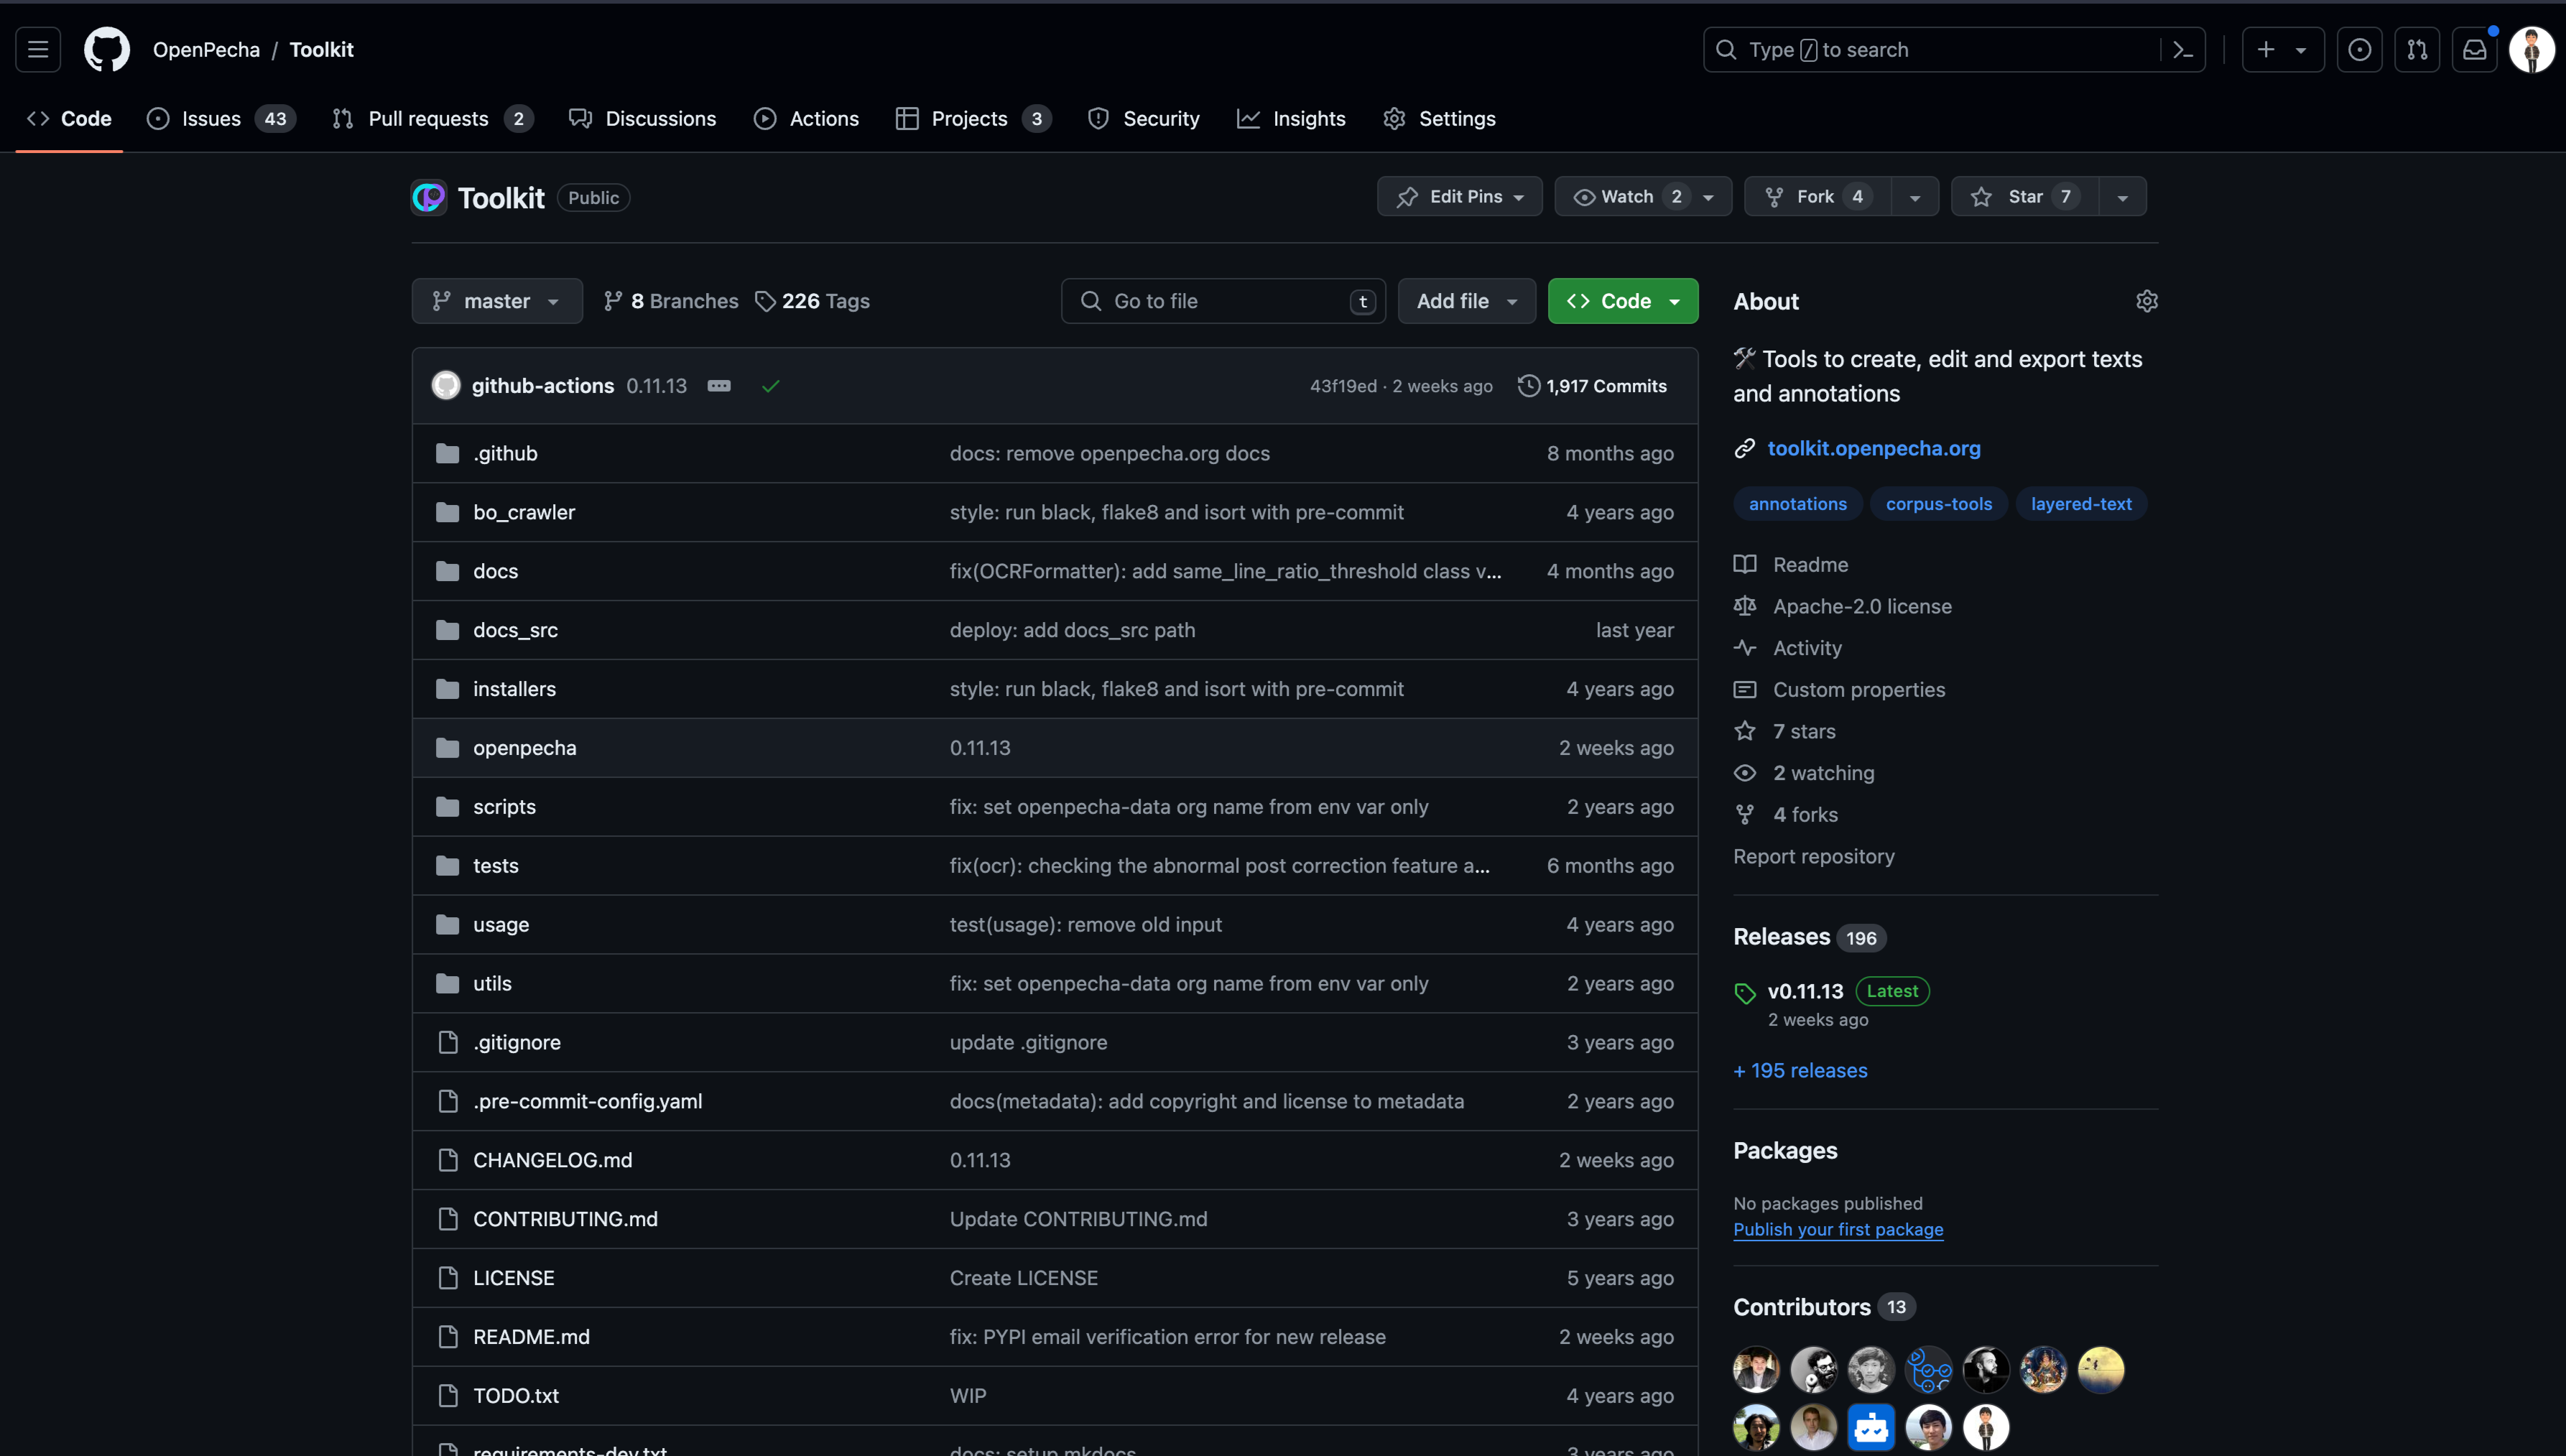 OpenPecha / Toolkit
Type / to search
Code
Issues 43
Pull requests 2
Discussions
Actions
Projects 3
Security
Insights
Settings
Toolkit Public
Edit Pins
Watch 2
Fork 4
Star 7
master
8 Branches
226 Tags
Go to file t
Add file
Code
github-actions 0.11.13
43f19ed · 2 weeks ago
1,917 Commits
.github docs: remove openpecha.org docs 8 months ago
bo_crawler style: run black, flake8 and isort with pre-commit 4 years ago
docs fix(OCRFormatter): add same_line_ratio_threshold class v... 4 months ago
docs_src deploy: add docs_src path last year
installers style: run black, flake8 and isort with pre-commit 4 years ago
openpecha 0.11.13 2 weeks ago
scripts fix: set openpecha-data org name from env var only 2 years ago
tests fix(ocr): checking the abnormal post correction feature a... 6 months ago
usage test(usage): remove old input 4 years ago
utils fix: set openpecha-data org name from env var only 2 years ago
.gitignore update .gitignore 3 years ago
.pre-commit-config.yaml docs(metadata): add copyright and license to metadata 2 years ago
CHANGELOG.md 0.11.13 2 weeks ago
CONTRIBUTING.md Update CONTRIBUTING.md 3 years ago
LICENSE Create LICENSE 5 years ago
README.md fix: PYPI email verification error for new release 2 weeks ago
TODO.txt WIP 4 years ago
requirements-dev.txt docs: setup mkdocs 3 years ago
About
🛠 Tools to create, edit and export texts
and annotations
toolkit.openpecha.org
annotations corpus-tools layered-text
Readme
Apache-2.0 license
Activity
Custom properties
7 stars
2 watching
4 forks
Report repository
Releases 196
v0.11.13 Latest
2 weeks ago
+ 195 releases
Packages
No packages published
Publish your first package
Contributors 13